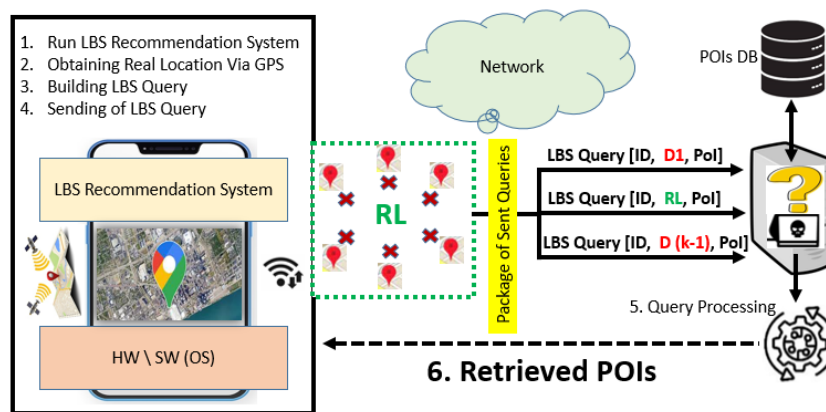 1. Run LBS Recommendation System
2. Obtaining Real Location Via GPS
3. Building LBS Query
4. Sending of LBS Query
LBS Recommendation System
HW \ SW (OS)
RL
Network
Package of Sent Queries
LBS Query [ID, D1, PoI]
LBS Query [ID, RL, PoI]
LBS Query [ID, D (k-1), PoI]
POIs DB
5. Query Processing
6. Retrieved POIs